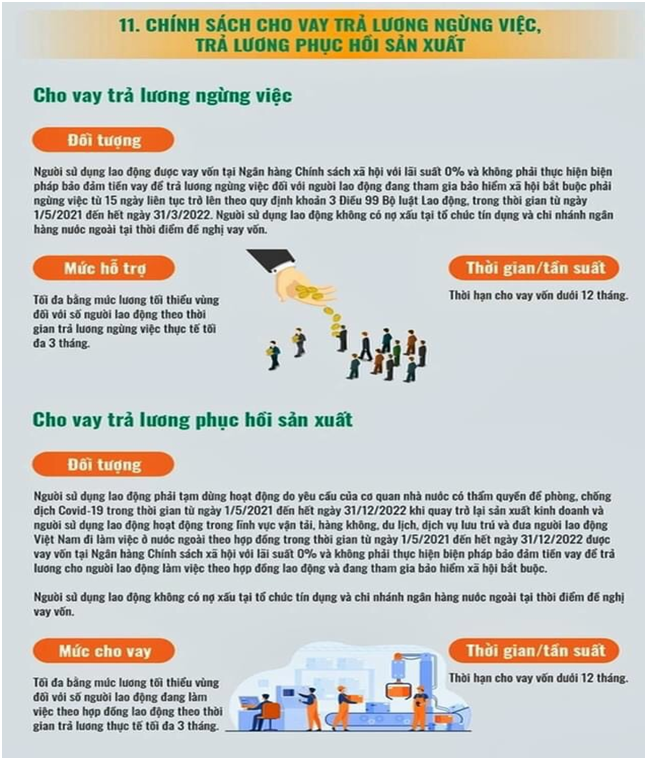 11. CHÍNH SÁCH CHO VAY TRẢ LƯƠNG NGỪNG VIỆC,
TRẢ LƯƠNG PHỤC HỒI SẢN XUẤT
Cho vay trả lương ngừng việc
Đối tượng
Người sử dụng lao động được vay vốn tại Ngân hàng Chính sách xã hội với lãi suất 0% và không phải thực hiện biện
pháp bảo đảm tiền vay để trả lương ngừng việc đối với người lao động đang tham gia bảo hiểm xã hội bắt buộc phải
ngừng việc từ 15 ngày liên tục trở lên theo quy định khoản 3 Điều 99 Bộ luật Lao động, trong thời gian từ ngày
1/5/2021 đến hết ngày 31/3/2022. Người sử dụng lao động không có nợ xấu tại tổ chức tín dụng và chi nhánh ngân
hàng nước ngoài tại thời điểm đề nghị vay vốn.
Mức hỗ trợ
Tối đa bằng mức lương tối thiểu vùng
đối với số người lao động theo thời
gian trả lương ngừng việc thực tế tối
đa 3 tháng.
Thời gian/tần suất
Thời hạn cho vay vốn dưới 12 tháng.
Cho vay trả lương phục hồi sản xuất
Đối tượng
Người sử dụng lao động phải tạm dừng hoạt động do yêu cầu của cơ quan nhà nước có thẩm quyền để phòng, chống
dịch Covid-19 trong thời gian từ ngày 1/5/2021 đến hết ngày 31/12/2022 khi quay trở lại sản xuất kinh doanh và
người sử dụng lao động hoạt động trong lĩnh vực vận tải, hàng không, du lịch, dịch vụ lưu trú và đưa người lao động
Việt Nam đi làm việc ở nước ngoài theo hợp đồng trong thời gian từ ngày 1/5/2021 đến hết ngày 31/12/2022 được
vay vốn tại Ngân hàng Chính sách xã hội với lãi suất 0% và không phải thực hiện biện pháp bảo đảm tiền vay để trả
lương cho người lao động làm việc theo hợp đồng lao động và đang tham gia bảo hiểm xã hội bắt buộc.
Người sử dụng lao động không có nợ xấu tại tổ chức tín dụng và chi nhánh ngân hàng nước ngoài tại thời điểm đề nghị
vay vốn.
Mức cho vay
Tối đa bằng mức lương tối thiểu vùng
đối với số người lao động đang làm
việc theo hợp đồng lao động theo thời
gian trả lương thực tế tối đa 3 tháng.
Thời gian/tần suất
Thời hạn cho vay vốn dưới 12 tháng.